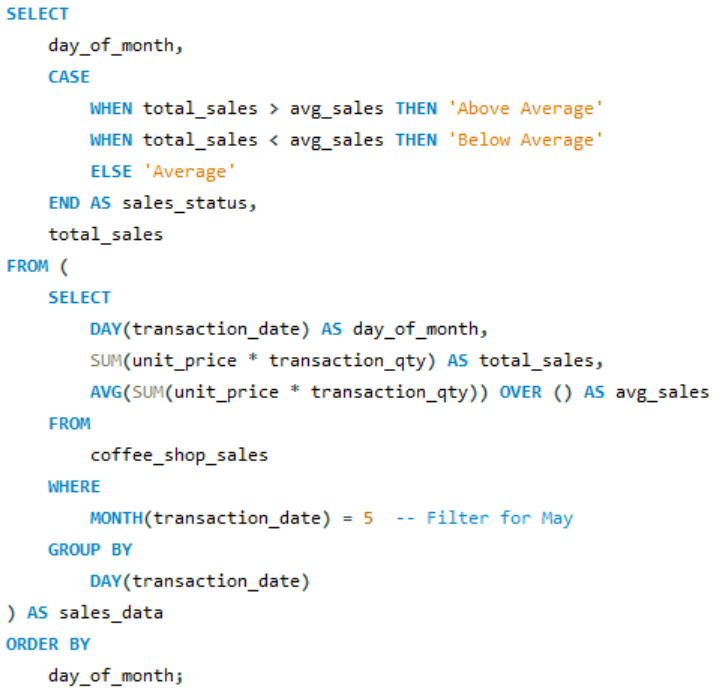 SELECT
    day_of_month,
    CASE
        WHEN total_sales > avg_sales THEN 'Above Average'
        WHEN total_sales < avg_sales THEN 'Below Average'
        ELSE 'Average'
    END AS sales_status,
    total_sales
FROM (
    SELECT
        DAY(transaction_date) AS day_of_month,
        SUM(unit_price * transaction_qty) AS total_sales,
        AVG(SUM(unit_price * transaction_qty)) OVER () AS avg_sales
    FROM
        coffee_shop_sales
    WHERE
        MONTH(transaction_date) = 5  -- Filter for May
    GROUP BY
        DAY(transaction_date)
) AS sales_data
ORDER BY
    day_of_month;